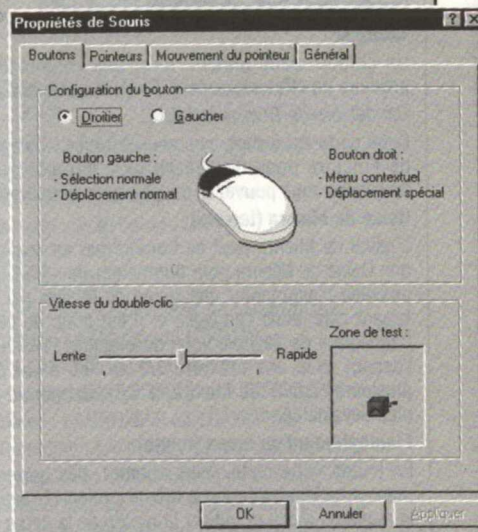 Propriétés de Souris
Boutons Pointeurs Mouvement du pointeur Général
Configuration du bouton
Droitier Gaucher
Bouton gauche :
- Sélection normale
- Déplacement normal
Bouton droit :
- Menu contextuel
- Déplacement spécial
Vitesse du double-clic
Zone de test :
Lente Rapide
OK Annuler Appliquer